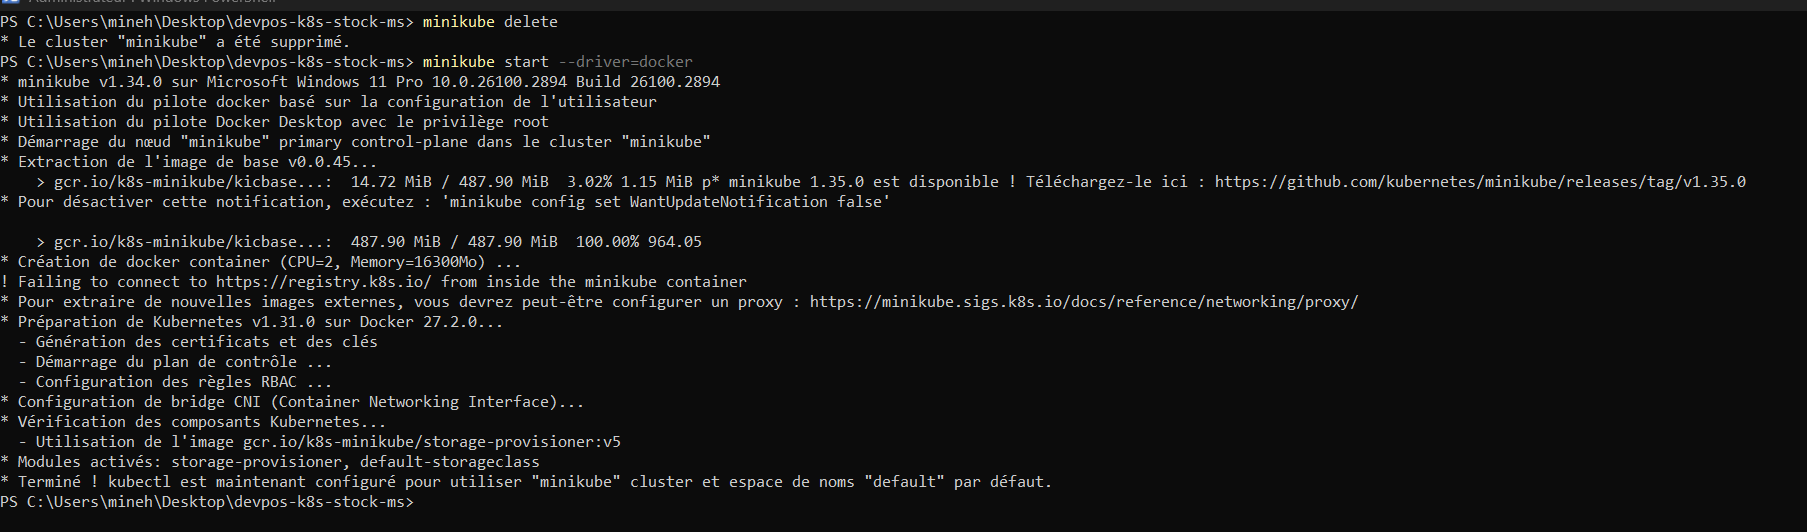 Administrateur : Windows PowerShell
PS C:\Users\mineh\Desktop\devpos-k8s-stock-ms> minikube delete
* Le cluster "minikube" a été supprimé.
PS C:\Users\mineh\Desktop\devpos-k8s-stock-ms> minikube start --driver=docker
* minikube v1.34.0 sur Microsoft Windows 11 Pro 10.0.26100.2894 Build 26100.2894
* Utilisation du pilote docker basé sur la configuration de l'utilisateur
* Utilisation du pilote Docker Desktop avec le privilège root
* Démarrage du nœud "minikube" primary control-plane dans le cluster "minikube"
* Extraction de l'image de base v0.0.45...
    > gcr.io/k8s-minikube/kicbase...:  14.72 MiB / 487.90 MiB  3.02% 1.15 MiB p* minikube 1.35.0 est disponible ! Téléchargez-le ici : https://github.com/kubernetes/minikube/releases/tag/v1.35.0
* Pour désactiver cette notification, exécutez : 'minikube config set WantUpdateNotification false'
    > gcr.io/k8s-minikube/kicbase...:  487.90 MiB / 487.90 MiB  100.00% 964.05
* Création de docker container (CPU=2, Memory=16300Mo) ...
! Failing to connect to https://registry.k8s.io/ from inside the minikube container
* Pour extraire de nouvelles images externes, vous devrez peut-être configurer un proxy : https://minikube.sigs.k8s.io/docs/reference/networking/proxy/
* Préparation de Kubernetes v1.31.0 sur Docker 27.2.0...
  - Génération des certificats et des clés
  - Démarrage du plan de contrôle ...
  - Configuration des règles RBAC ...
* Configuration de bridge CNI (Container Networking Interface)...
* Vérification des composants Kubernetes...
  - Utilisation de l'image gcr.io/k8s-minikube/storage-provisioner:v5
* Modules activés: storage-provisioner, default-storageclass
* Terminé ! kubectl est maintenant configuré pour utiliser "minikube" cluster et espace de noms "default" par défaut.
PS C:\Users\mineh\Desktop\devpos-k8s-stock-ms>